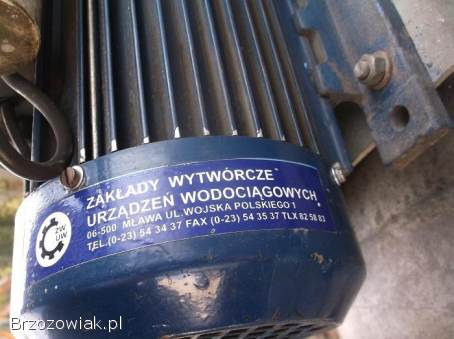 ZAKŁADY WYTWÓRCZE
URZĄDZEŃ WODOCIĄGOWYCH
06-500 MŁAWA UL.WOJSKA POLSKIEGO 1
TEL.(0-23) 54 34 37 FAX (0-23) 54 35 37 TLX 82 58 83
ZW
UW
Brzozowiak.pl